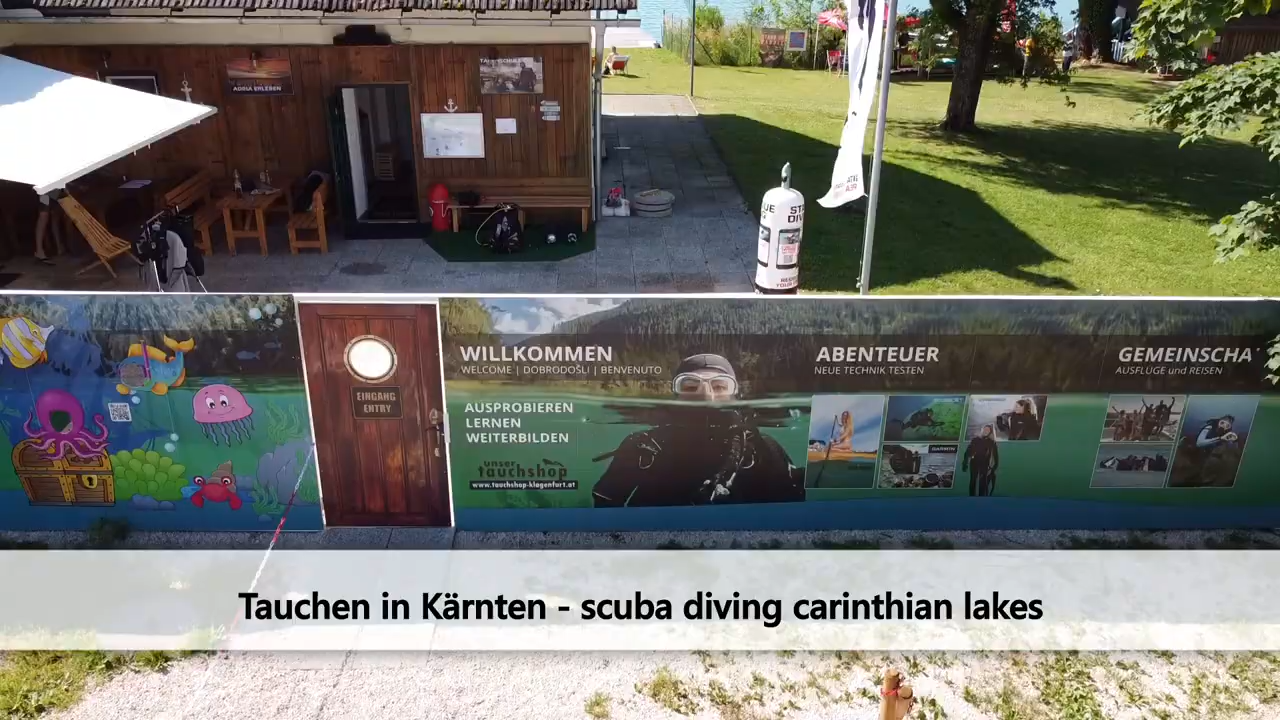 ADRIA ERLEBEN
WILLKOMMEN
WELCOME | DOBRODOŠLI | BENVENUTO
AUSPROBIEREN
LERNEN
WEITERBILDEN
unser
tauchshop
www.tauchshop-klagenfurt.at
EINGANG
ENTRY
ABENTEUER
NEUE TECHNIK TESTEN
GARMIN
GEMEINSCHA
AUSFLÜGE und REISEN
Tauchen in Kärnten - scuba diving carinthian lakes